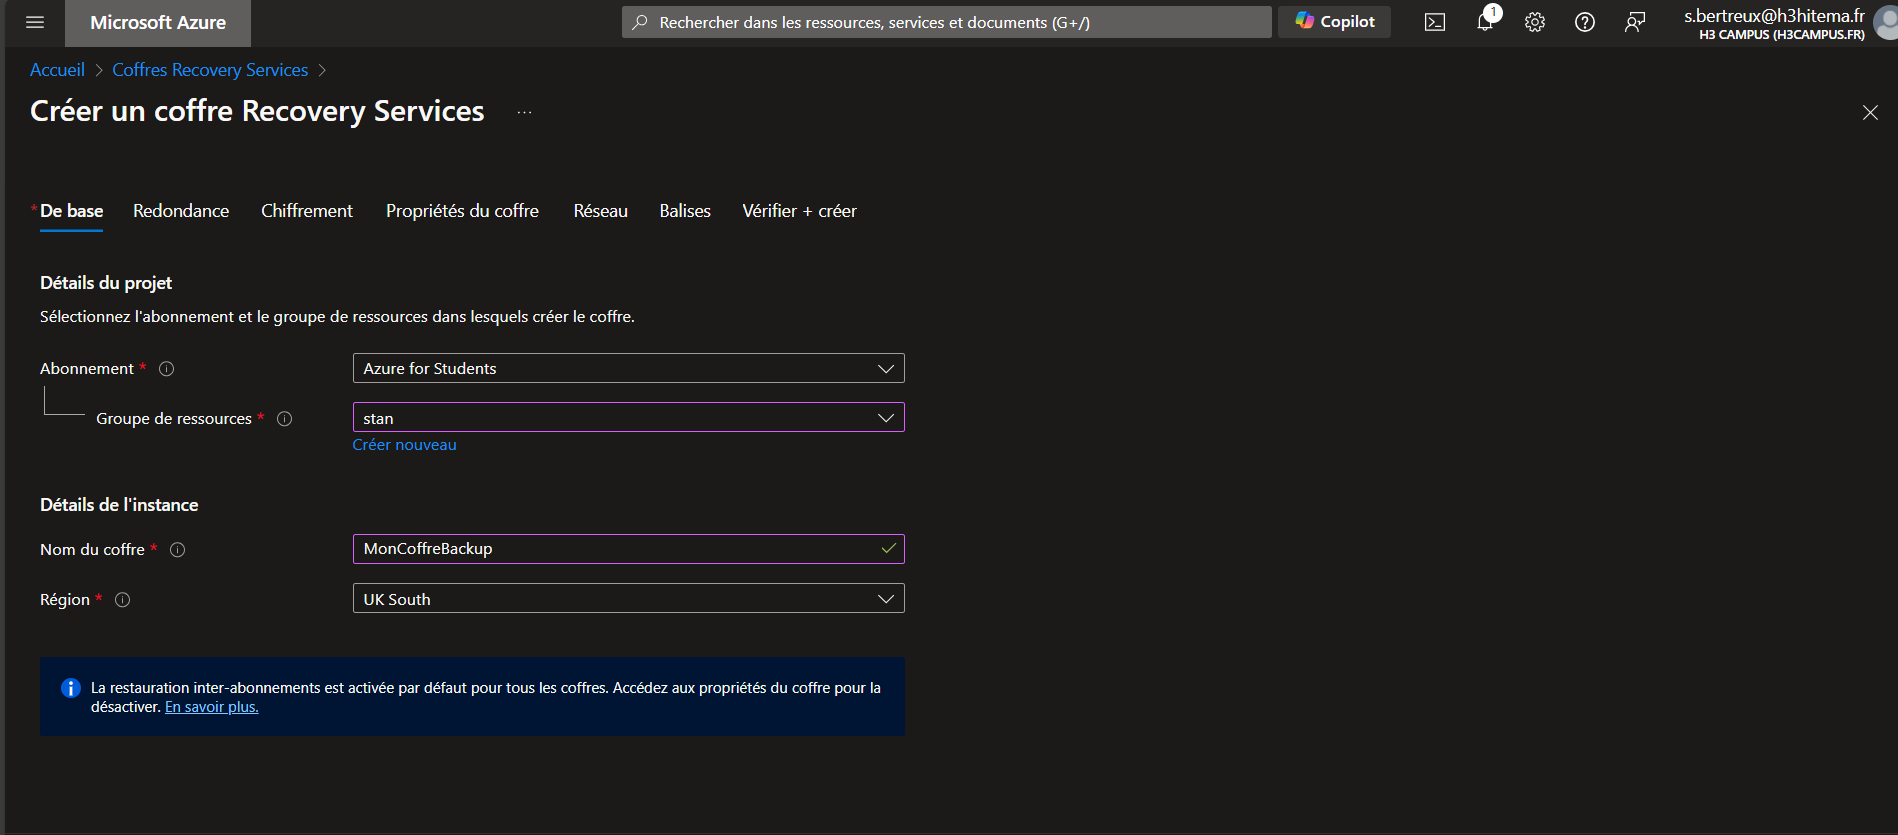 Microsoft Azure
Rechercher dans les ressources, services et documents (G+/)
Copilot
1
s.bertreux@h3hitema.fr
H3 CAMPUS (H3CAMPUS.FR)
Accueil > Coffres Recovery Services >
Créer un coffre Recovery Services ...
* De base Redondance Chiffrement Propriétés du coffre Réseau Balises Vérifier + créer
Détails du projet
Sélectionnez l'abonnement et le groupe de ressources dans lesquels créer le coffre.
Abonnement * Azure for Students
Groupe de ressources * stan
Créer nouveau
Détails de l'instance
Nom du coffre * MonCoffreBackup
Région * UK South
La restauration inter-abonnements est activée par défaut pour tous les coffres. Accédez aux propriétés du coffre pour la
désactiver. En savoir plus.